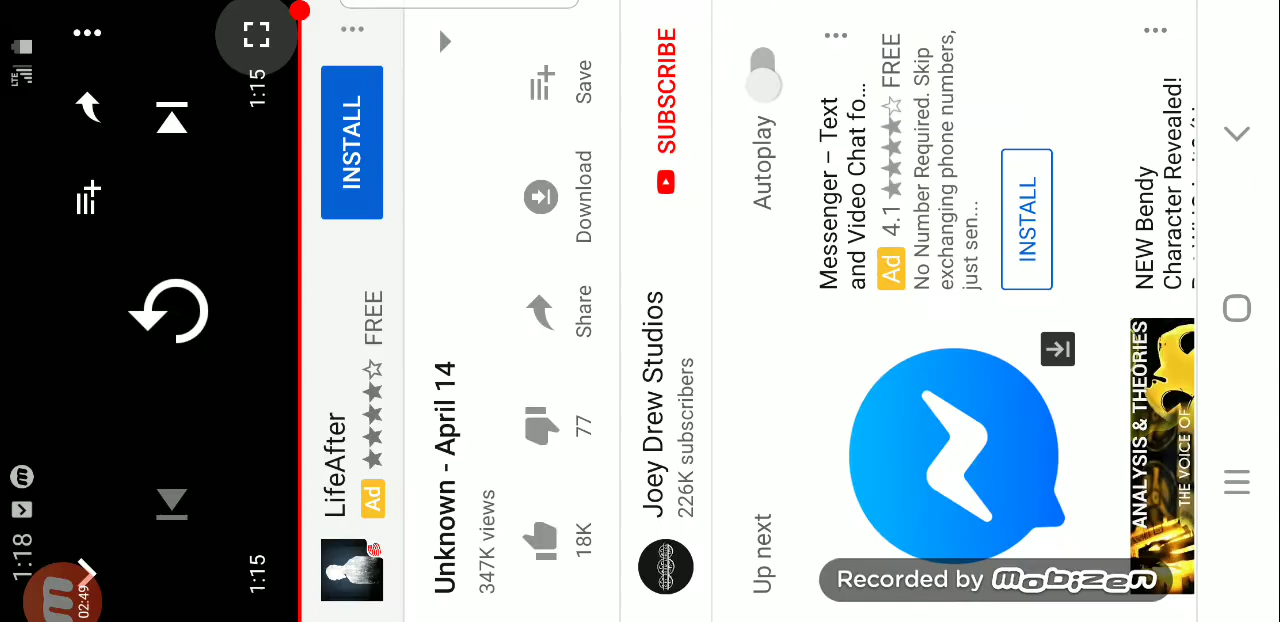 1:18
LTE
02:49
1:15
1:15
LifeAfter
Ad ★★★★☆ FREE
INSTALL
Unknown - April 14
347K views
18K
77
Share
Download
Save
Joey Drew Studios
226K subscribers
SUBSCRIBE
Up next
Autoplay
Messenger – Text
and Video Chat fo...
Ad 4.1 ★★★★☆ FREE
No Number Required. Skip
exchanging phone numbers,
just sen...
INSTALL
ANALYSIS & THEORIES
THE VOICE OF
NEW Bendy
Character Revealed!
Recorded by mobizen